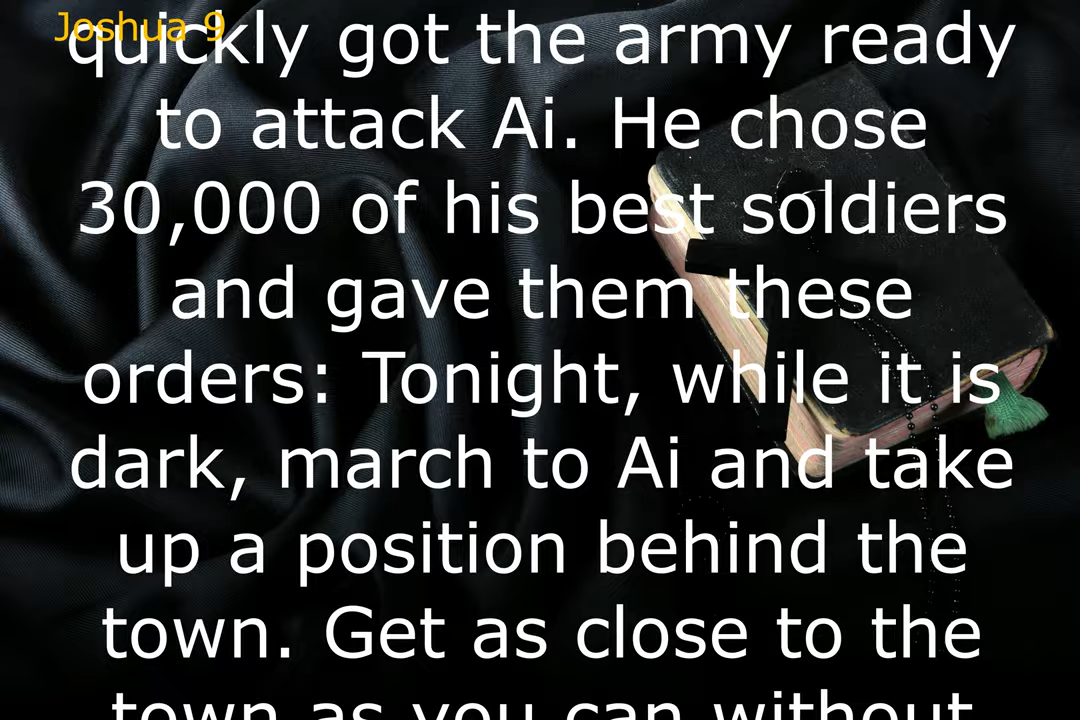 Joshua 9
quickly got the army ready
to attack Ai. He chose
30,000 of his best soldiers
and gave them these
orders: Tonight, while it is
dark, march to Ai and take
up a position behind the
town. Get as close to the
town as you can without